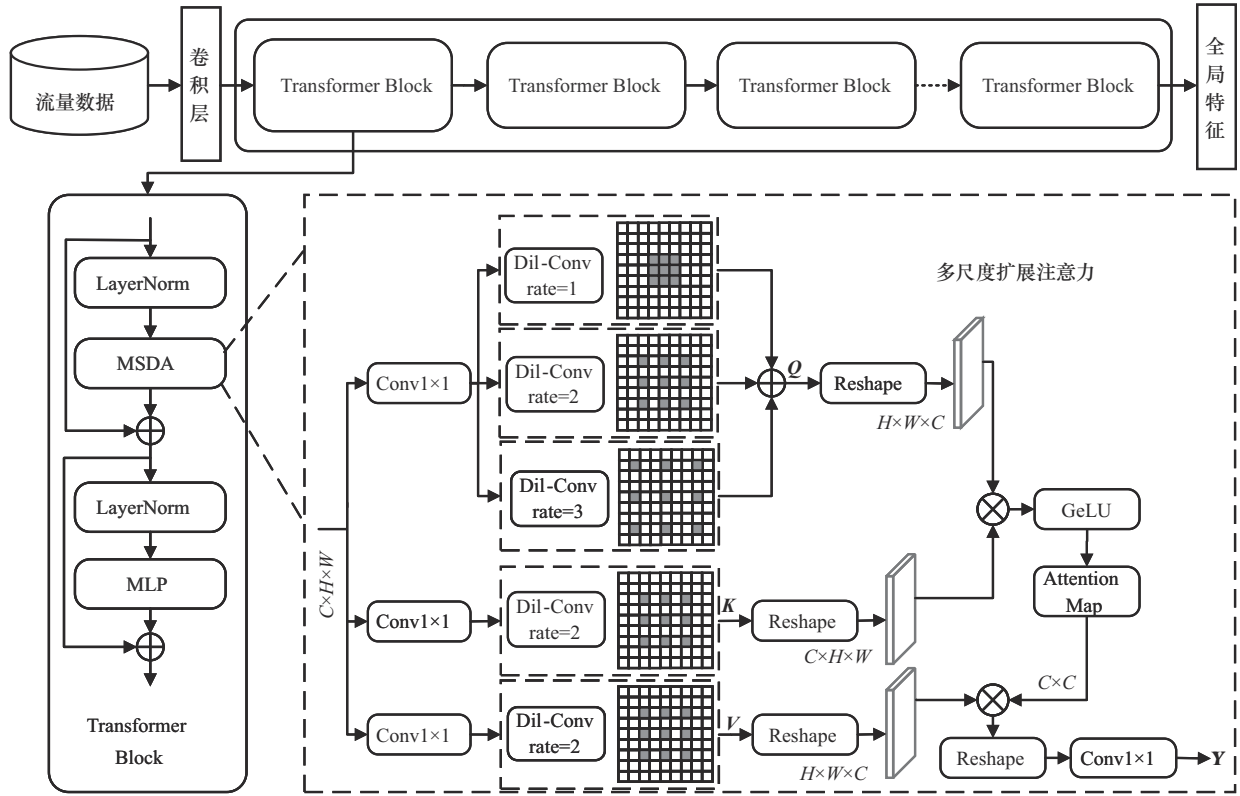 流量数据
卷积层
Transformer Block
Transformer Block
Transformer Block
Transformer Block
全局特征
LayerNorm
MSDA
LayerNorm
MLP
Transformer
Block
多尺度扩展注意力
C×H×W
Conv1×1
Dil-Conv
rate=1
Dil-Conv
rate=2
Dil-Conv
rate=3
Q
Reshape
H×W×C
GeLU
Attention
Map
C×C
Conv1×1
Dil-Conv
rate=2
K
Reshape
C×H×W
Conv1×1
Dil-Conv
rate=2
V
Reshape
H×W×C
Reshape
Conv1×1
Y